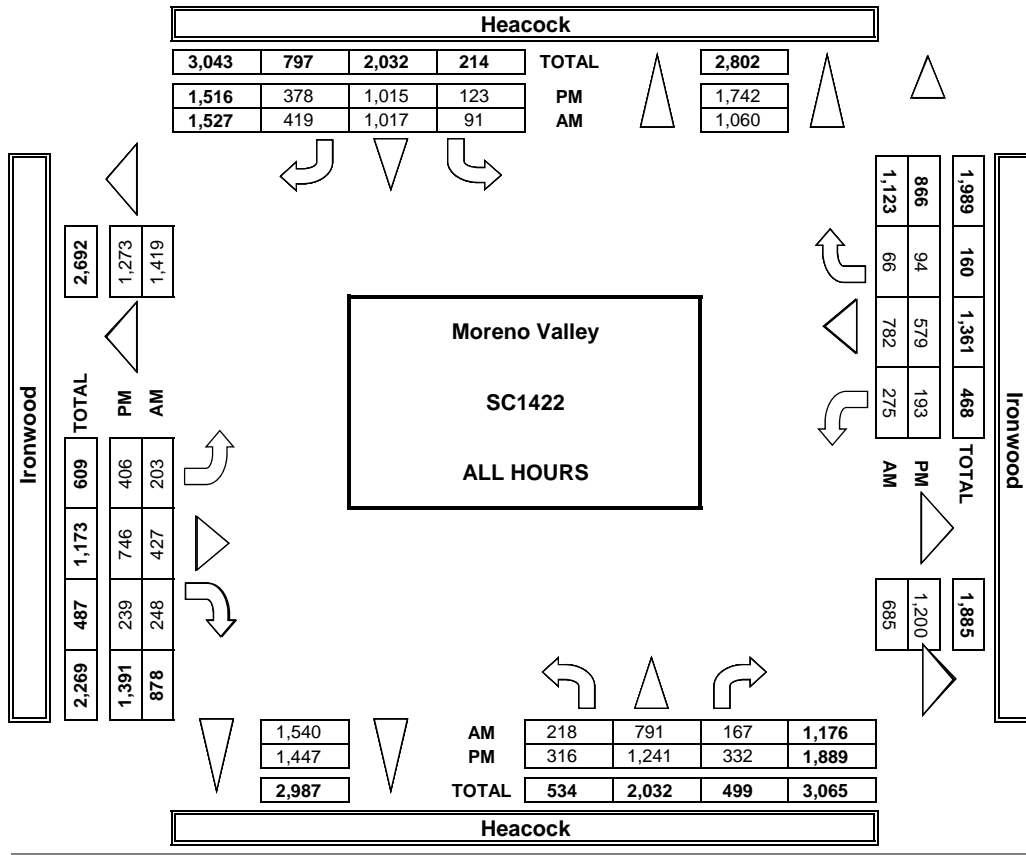 Heacock
3,043 797 2,032 214 TOTAL 2,802
1,516 378 1,015 123 PM 1,742
1,527 419 1,017 91 AM 1,060
Ironwood
2,692 1,273 1,419
TOTAL PM AM
609 406 203
1,173 746 427
487 239 248
2,269 1,391 878
Moreno Valley
SC1422
ALL HOURS
1,123 866 1,989
66 94 160
782 579 1,361
275 193 468
AM PM TOTAL
685 1,200 1,885
Ironwood
1,540 AM 218 791 167 1,176
1,447 PM 316 1,241 332 1,889
2,987 TOTAL 534 2,032 499 3,065
Heacock